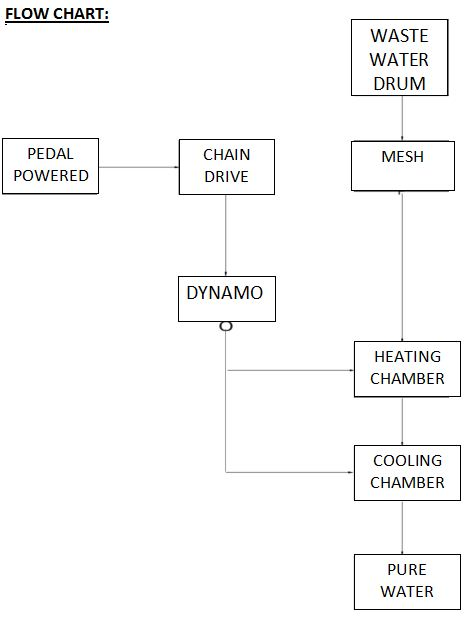 FLOW CHART:
WASTE
WATER
DRUM
PEDAL
POWERED
CHAIN
DRIVE
MESH
DYNAMO
HEATING
CHAMBER
COOLING
CHAMBER
PURE
WATER